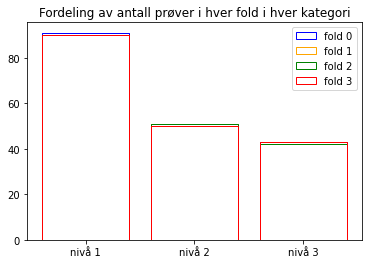 Fordeling av antall prøver i hver fold i hver kategori
fold 0
fold 1
fold 2
fold 3
80
60
40
20
0
nivå 1 nivå 2 nivå 3